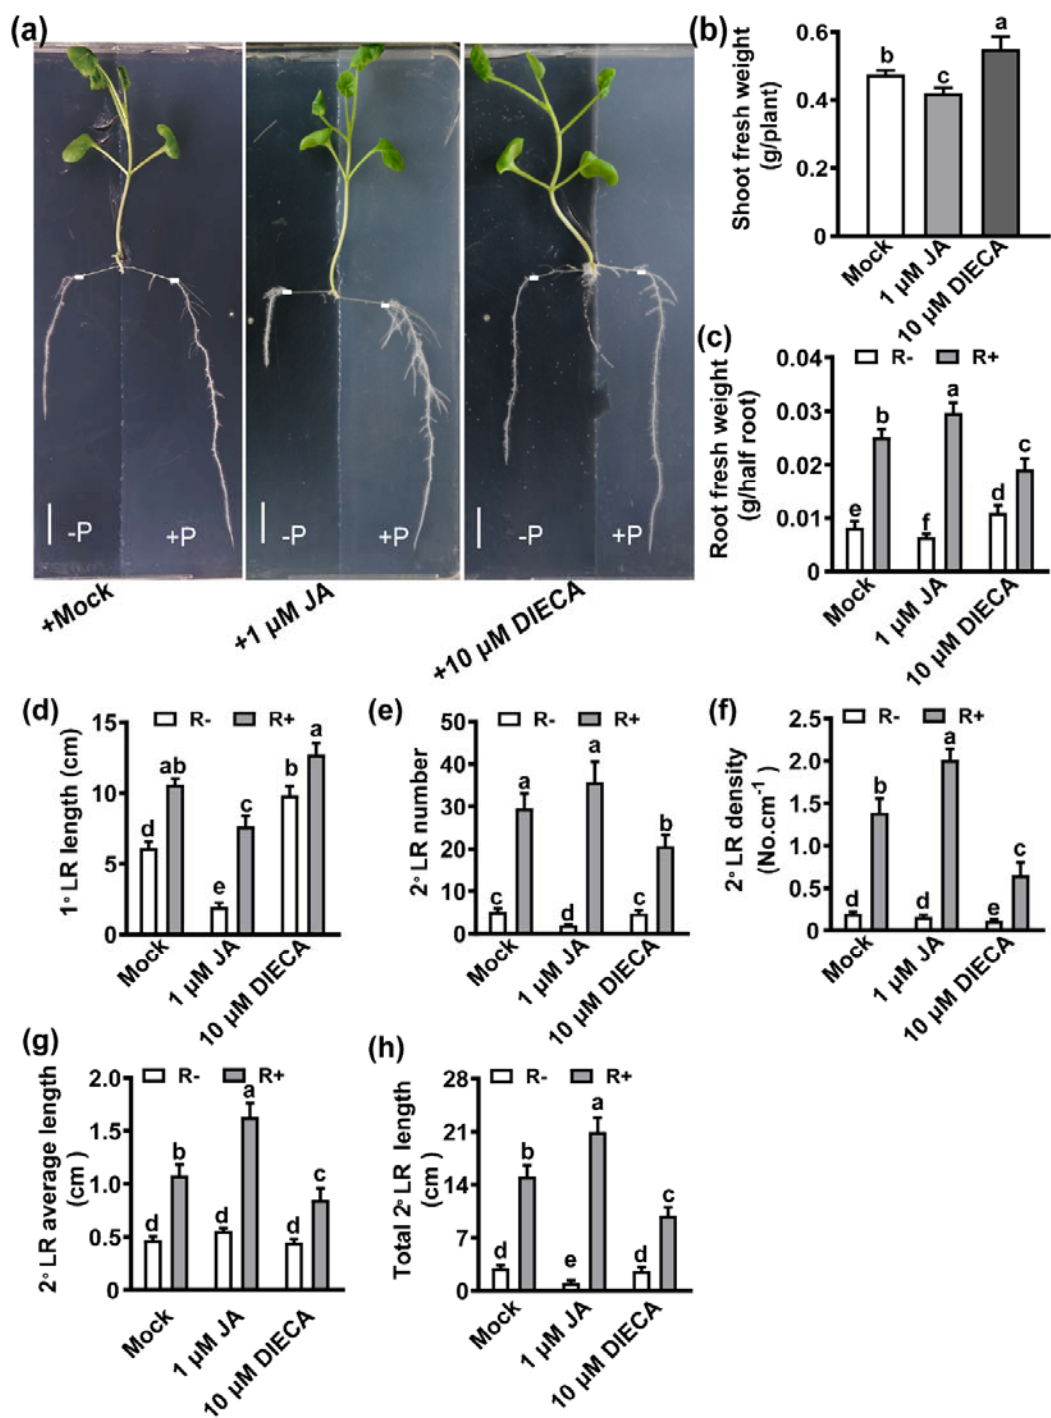 (a)
-P
+P
-P
+P
-P
+P
+Mock
+1 µM JA
+10 µM DIECA
(b)
Shoot fresh weight
(g/plant)
0.6
0.4
0.2
0
b
c
a
Mock
1 µM JA
10 µM DIECA
(c)
Root fresh weight
(g/half root)
0.04
0.03
0.02
0.01
0
R-
R+
e
b
f
a
d
c
Mock
1 µM JA
10 µM DIECA
(d)
1° LR length (cm)
15
10
5
0
R-
R+
d
ab
e
c
b
a
Mock
1 µM JA
10 µM DIECA
(e)
2° LR number
50
40
30
20
10
0
R-
R+
c
a
d
a
c
b
Mock
1 µM JA
10 µM DIECA
(f)
2° LR density
(No.cm⁻¹ )
2.5
2.0
1.5
1.0
0.5
0
R-
R+
d
b
d
a
e
c
Mock
1 µM JA
10 µM DIECA
(g)
2° LR average length
(cm )
2.0
1.5
1.0
0.5
0
R-
R+
d
b
d
a
d
c
Mock
1 µM JA
10 µM DIECA
(h)
Total 2° LR length
(cm )
28
21
14
7
0
R-
R+
d
b
e
a
d
c
Mock
1 µM JA
10 µM DIECA